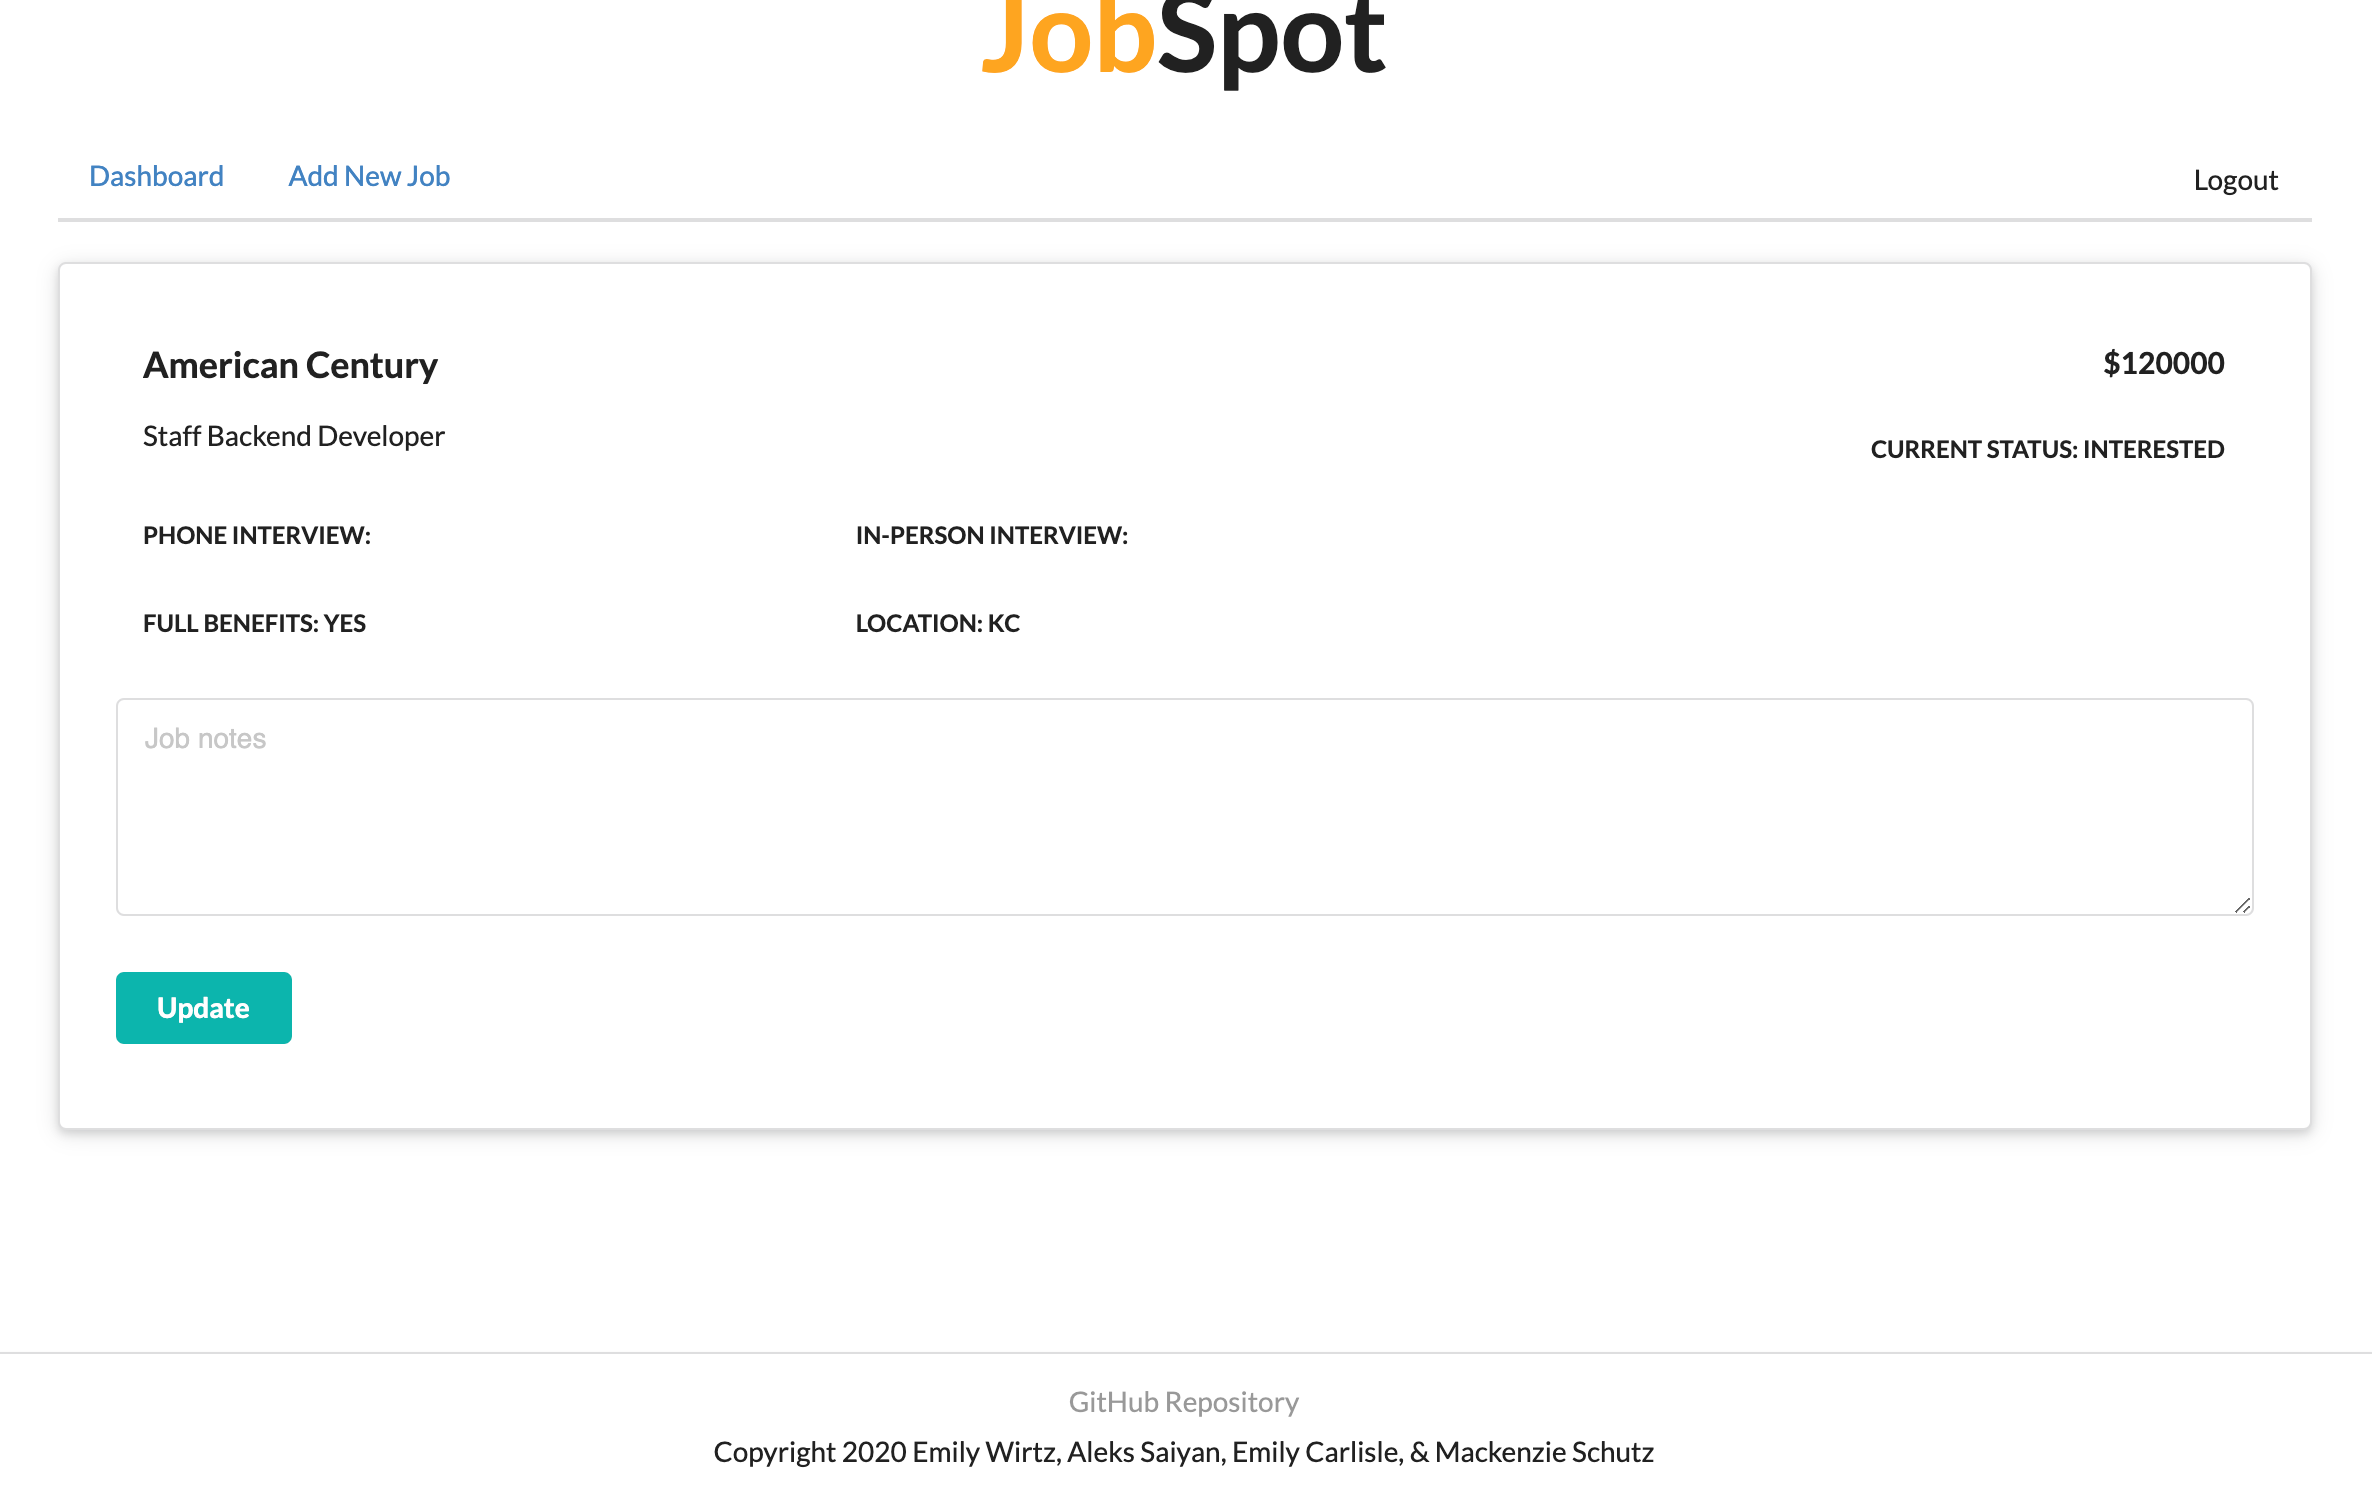 JobSpot
Dashboard Add New Job Logout
American Century $120000
Staff Backend Developer
CURRENT STATUS: INTERESTED
PHONE INTERVIEW: IN-PERSON INTERVIEW:
FULL BENEFITS: YES LOCATION: KC
Job notes
Update
GitHub Repository
Copyright 2020 Emily Wirtz, Aleks Saiyan, Emily Carlisle, & Mackenzie Schutz